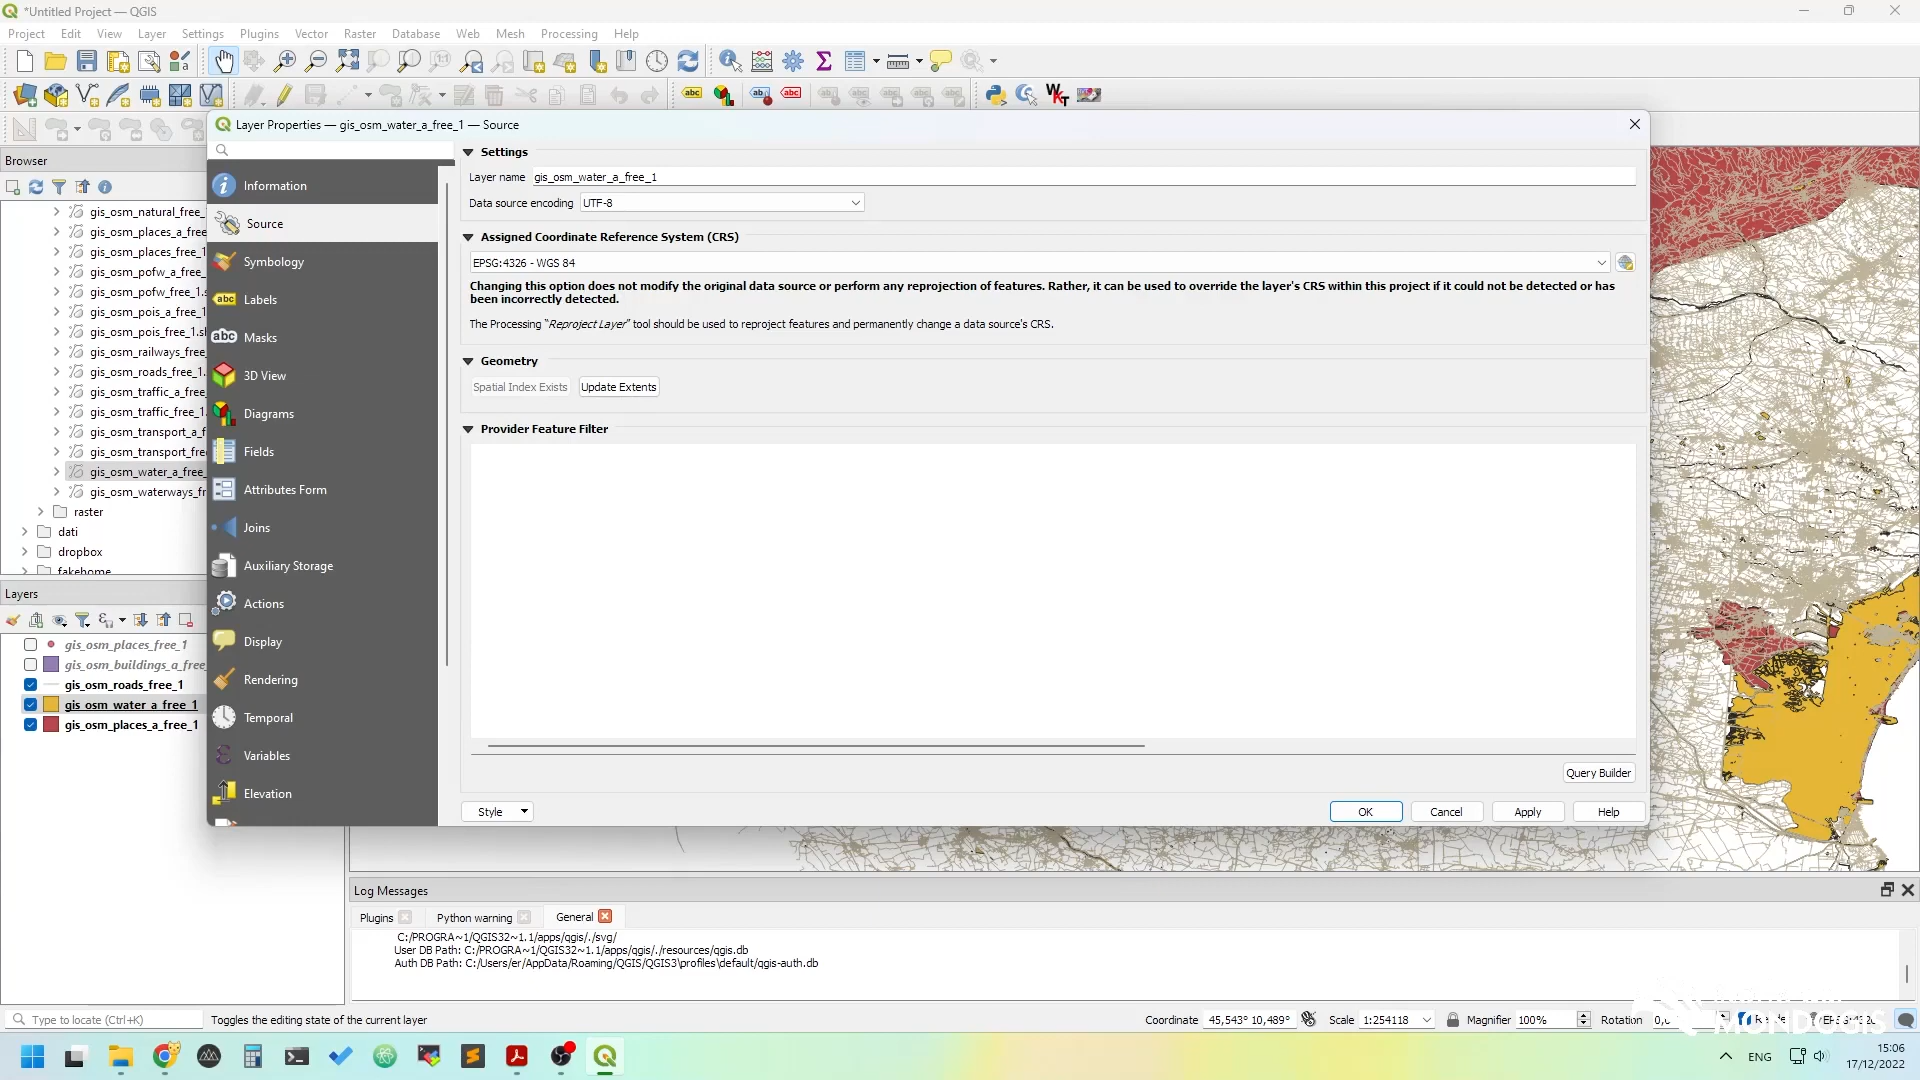 *Untitled Project — QGIS
Project Edit View Layer Settings Plugins Vector Raster Database Web Mesh Processing Help
Layer Properties — gis_osm_water_a_free_1 — Source
Browser
gis_osm_natural_free_
gis_osm_places_a_free
gis_osm_places_free_1
gis_osm_pofw_a_free_
gis_osm_pofw_free_1.s
gis_osm_pois_a_free_1
gis_osm_pois_free_1.sl
gis_osm_railways_free_
gis_osm_roads_free_1.
gis_osm_traffic_a_free_
gis_osm_traffic_free_1.
gis_osm_transport_a_f
gis_osm_transport_fre
gis_osm_water_a_free_
gis_osm_waterways_fr
raster
dati
dropbox
fakehome
Layers
gis_osm_places_free_1
gis_osm_buildings_a_free_
gis_osm_roads_free_1
gis_osm_water_a_free_1
gis_osm_places_a_free_1
Information
Source
Symbology
Labels
Masks
3D View
Diagrams
Fields
Attributes Form
Joins
Auxiliary Storage
Actions
Display
Rendering
Temporal
Variables
Elevation
Settings
Layer name gis_osm_water_a_free_1
Data source encoding UTF-8
Assigned Coordinate Reference System (CRS)
EPSG:4326 - WGS 84
Changing this option does not modify the original data source or perform any reprojection of features. Rather, it can be used to override the layer's CRS within this project if it could not be detected or has
been incorrectly detected.
The Processing “Reproject Layer” tool should be used to reproject features and permanently change a data source's CRS.
Geometry
Spatial Index Exists Update Extents
Provider Feature Filter
Query Builder
Style OK Cancel Apply Help
Log Messages
Plugins Python warning General
C:/PROGRA~1/QGIS32~1.1/apps/qgis/./svg/
User DB Path: C:/PROGRA~1/QGIS32~1.1/apps/qgis/./resources/qgis.db
Auth DB Path: C:/Users/er/AppData/Roaming/QGIS/QGIS3\profiles\default/qgis-auth.db
Type to locate (Ctrl+K) Toggles the editing state of the current layer Coordinate 45,543° 10,489° Scale 1:254118 Magnifier 100% Rotation
MONDOGIS
ENG
15:06
17/12/2022